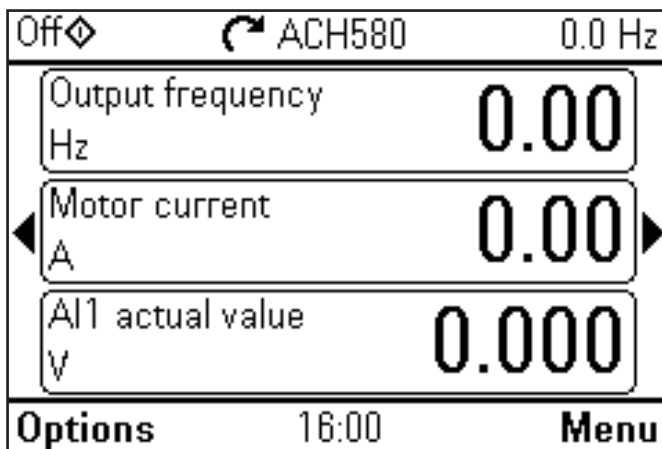 Off ACH580 0.0 Hz
Output frequency 0.00
Hz
Motor current 0.00
A
AI1 actual value 0.000
V
Options 16:00 Menu